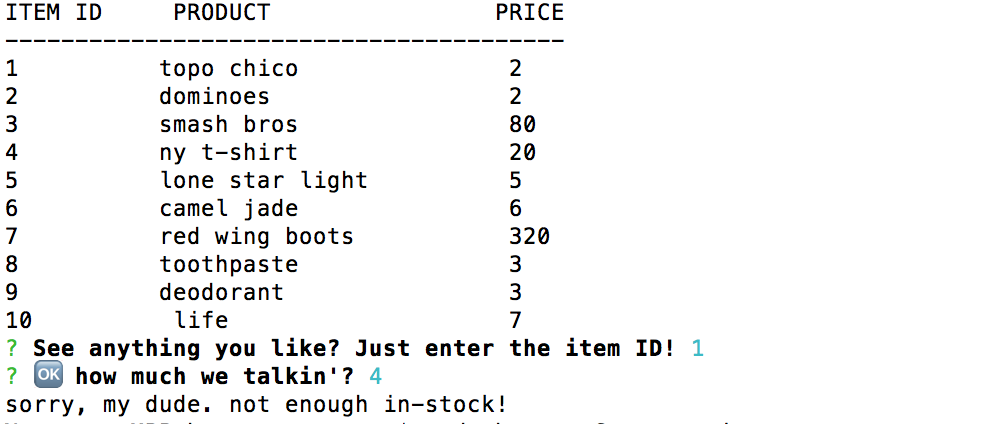 ITEM ID PRODUCT PRICE
----------------------------------------
1 topo chico 2
2 dominoes 2
3 smash bros 80
4 ny t-shirt 20
5 lone star light 5
6 camel jade 6
7 red wing boots 320
8 toothpaste 3
9 deodorant 3
10 life 7
? See anything you like? Just enter the item ID! 1
? 🆗 how much we talkin'? 4
sorry, my dude. not enough in-stock!